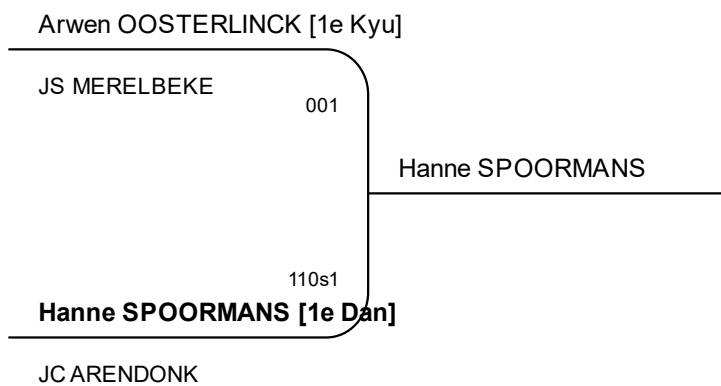 Arwen OOSTERLINCK [1e Kyu]
JS MERELBEKE
001
Hanne SPOORMANS
110s1
Hanne SPOORMANS [1e Dan]
JC ARENDONK